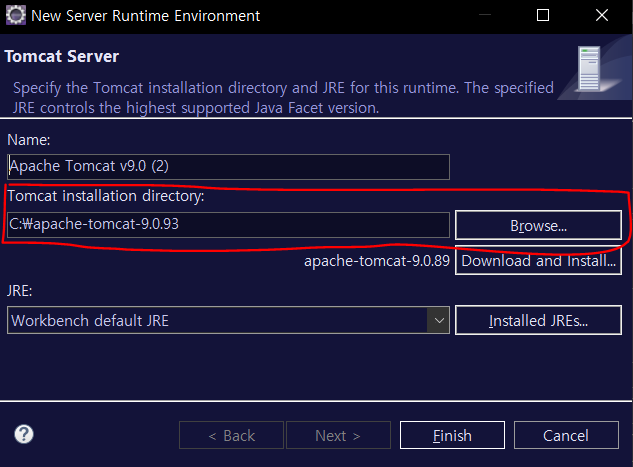 New Server Runtime Environment
Tomcat Server
Specify the Tomcat installation directory and JRE for this runtime. The specified
JRE controls the highest supported Java Facet version.
Name:
Apache Tomcat v9.0 (2)
Tomcat installation directory:
C:₩apache-tomcat-9.0.93
Browse...
apache-tomcat-9.0.89 Download and Install...
JRE:
Workbench default JRE
Installed JREs...
? < Back Next > Finish Cancel